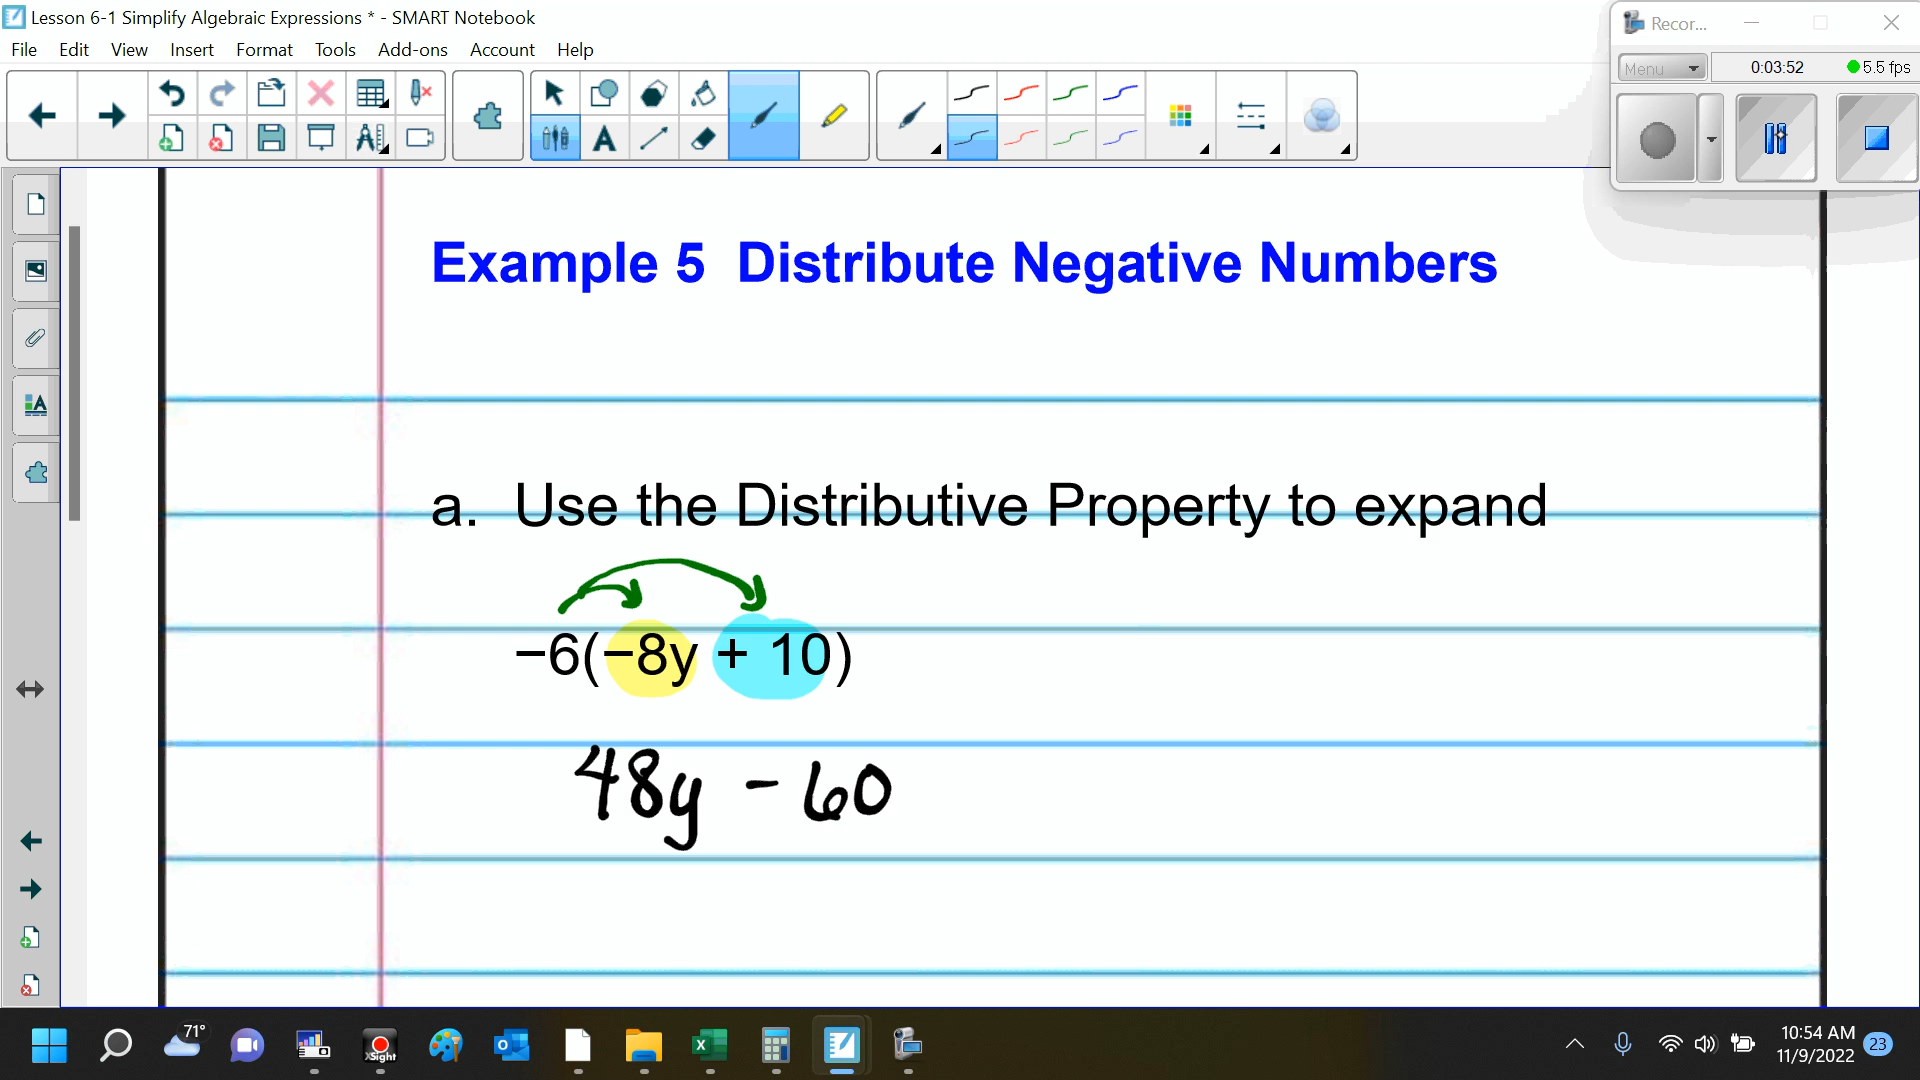 Lesson 6-1 Simplify Algebraic Expressions * - SMART Notebook
File Edit View Insert Format Tools Add-ons Account Help
Recor...
Menu 0:03:52 5.5 fps
Example 5 Distribute Negative Numbers
a. Use the Distributive Property to expand
−6(−8y + 10)
48y - 60
71°
XSight
10:54 AM
11/9/2022
23